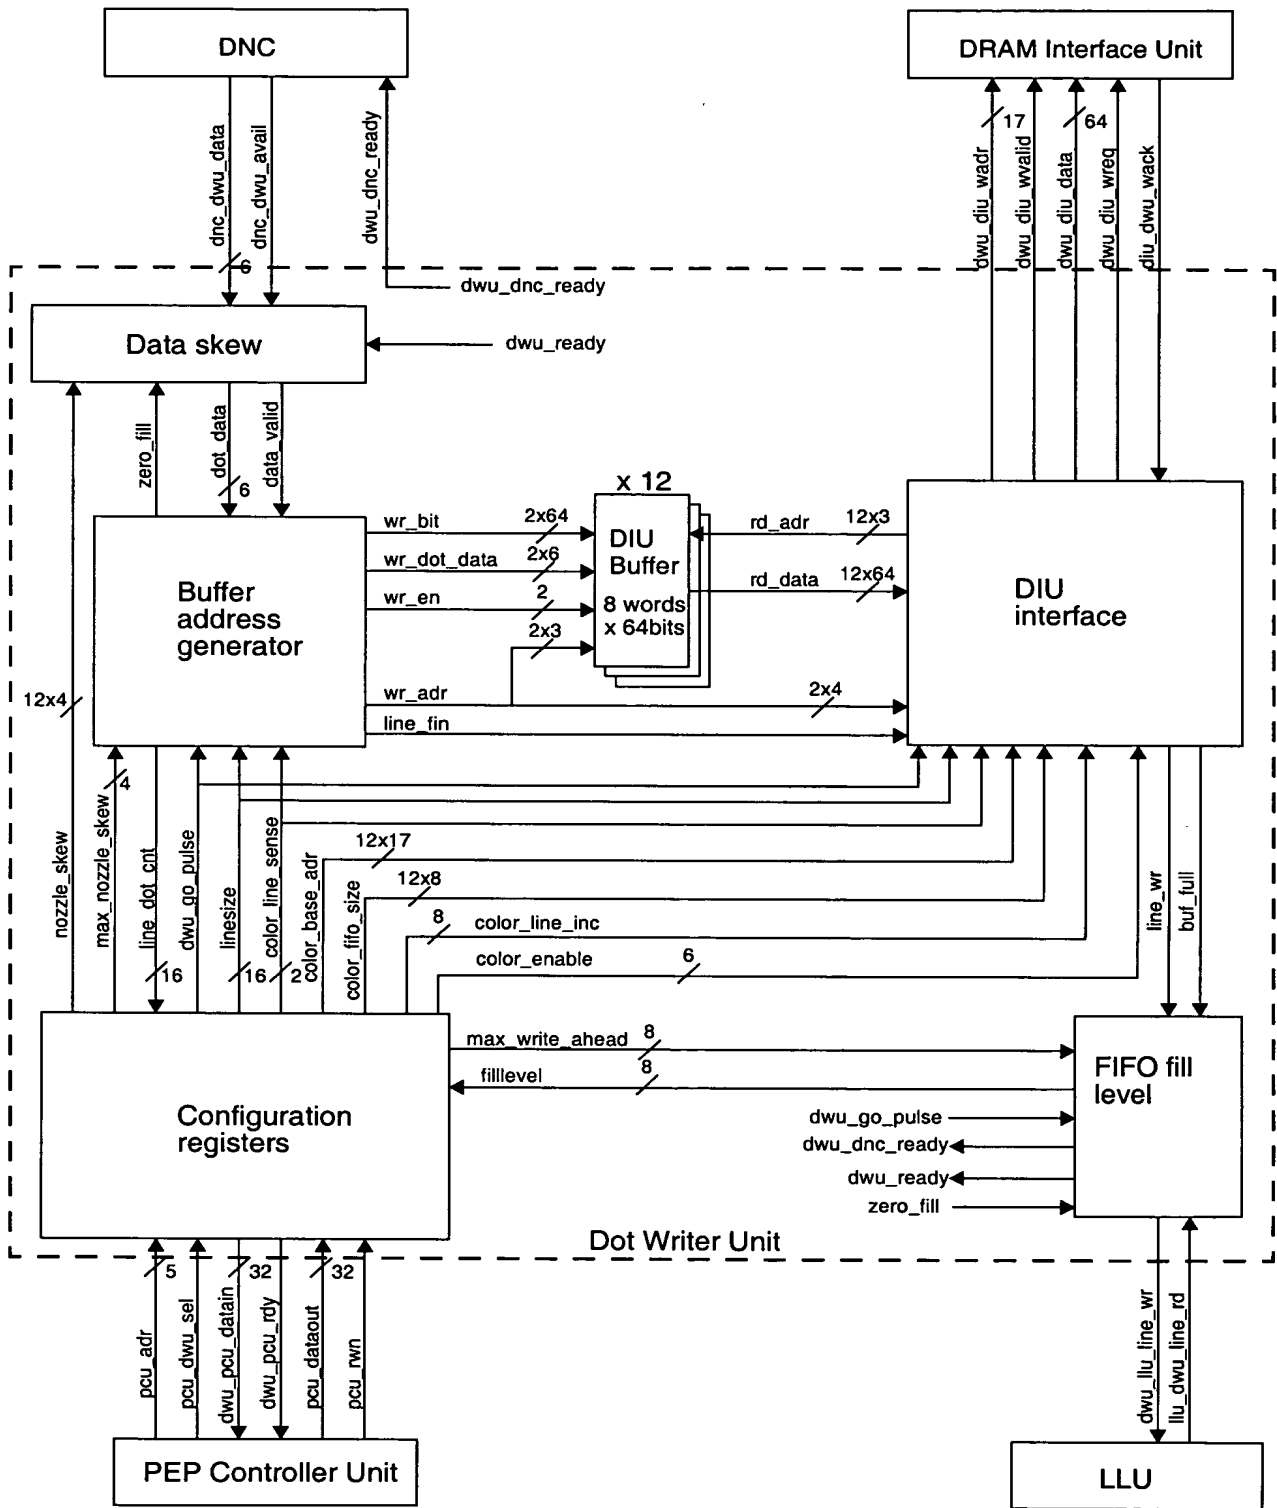 DNC
DRAM Interface Unit
dnc_dwu_data
dnc_dwu_avail
dwu_dnc_ready
6
dwu_diu_wadr
17
dwu_diu_wvalid
dwu_diu_data
64
dwu_diu_wreq
diu_dwu_wack
dwu_dnc_ready
Data skew
dwu_ready
zero_fill
dot_data
6
data_valid
x 12
wr_bit
2x64
wr_dot_data
2x6
wr_en
2
2x3
DIU
Buffer
8 words
x 64bits
rd_adr
12x3
rd_data
12x64
Buffer
address
generator
DIU
interface
12x4
wr_adr
2x4
line_fin
nozzle_skew
max_nozzle_skew
4
line_dot_cnt
16
dwu_go_pulse
linesize
16
color_line_sense
2
color_base_adr
12x17
color_fifo_size
12x8
8
color_line_inc
color_enable
6
line_wr
buf_full
Configuration
registers
max_write_ahead
8
filllevel
8
FIFO fill
level
dwu_go_pulse
dwu_dnc_ready
dwu_ready
zero_fill
Dot Writer Unit
pcu_adr
5
pcu_dwu_sel
dwu_pcu_datain
32
dwu_pcu_rdy
pcu_dataout
32
pcu_rwn
dwu_llu_line_wr
llu_dwu_line_rd
PEP Controller Unit
LLU